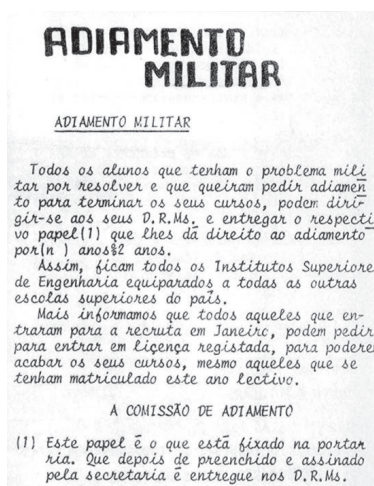 ADIAMENTO
MILITAR
ADIAMENTO MILITAR
Todos os alunos que tenham o problema mili
tar por resolver e que queiram pedir adiamen
to para terminar os seus cursos, podem diri-
gir-se aos seus D.R.Ms. e entregar o respecti
vo papel(1) que lhes dá direito ao adiamento
por(n ) anos§2 anos.
Assim, ficam todos os Institutos Superiore
de Engenharia equiparados a todas as outras
escolas superiores do país.
Mais informamos que todos aqueles que en-
traram para a recruta em Janeiro, podem pedir
para entrar em liçença registada, para podere
acabar os seus cursos, mesmo aqueles que se
tenham matriculado este ano lectivo.
A COMISSÃO DE ADIAMENTO
(1) Este papel é o que está fixado na portar
ria. Que depois de preenchido e assinado
pela secretaria é entregue nos D.R.Ms.